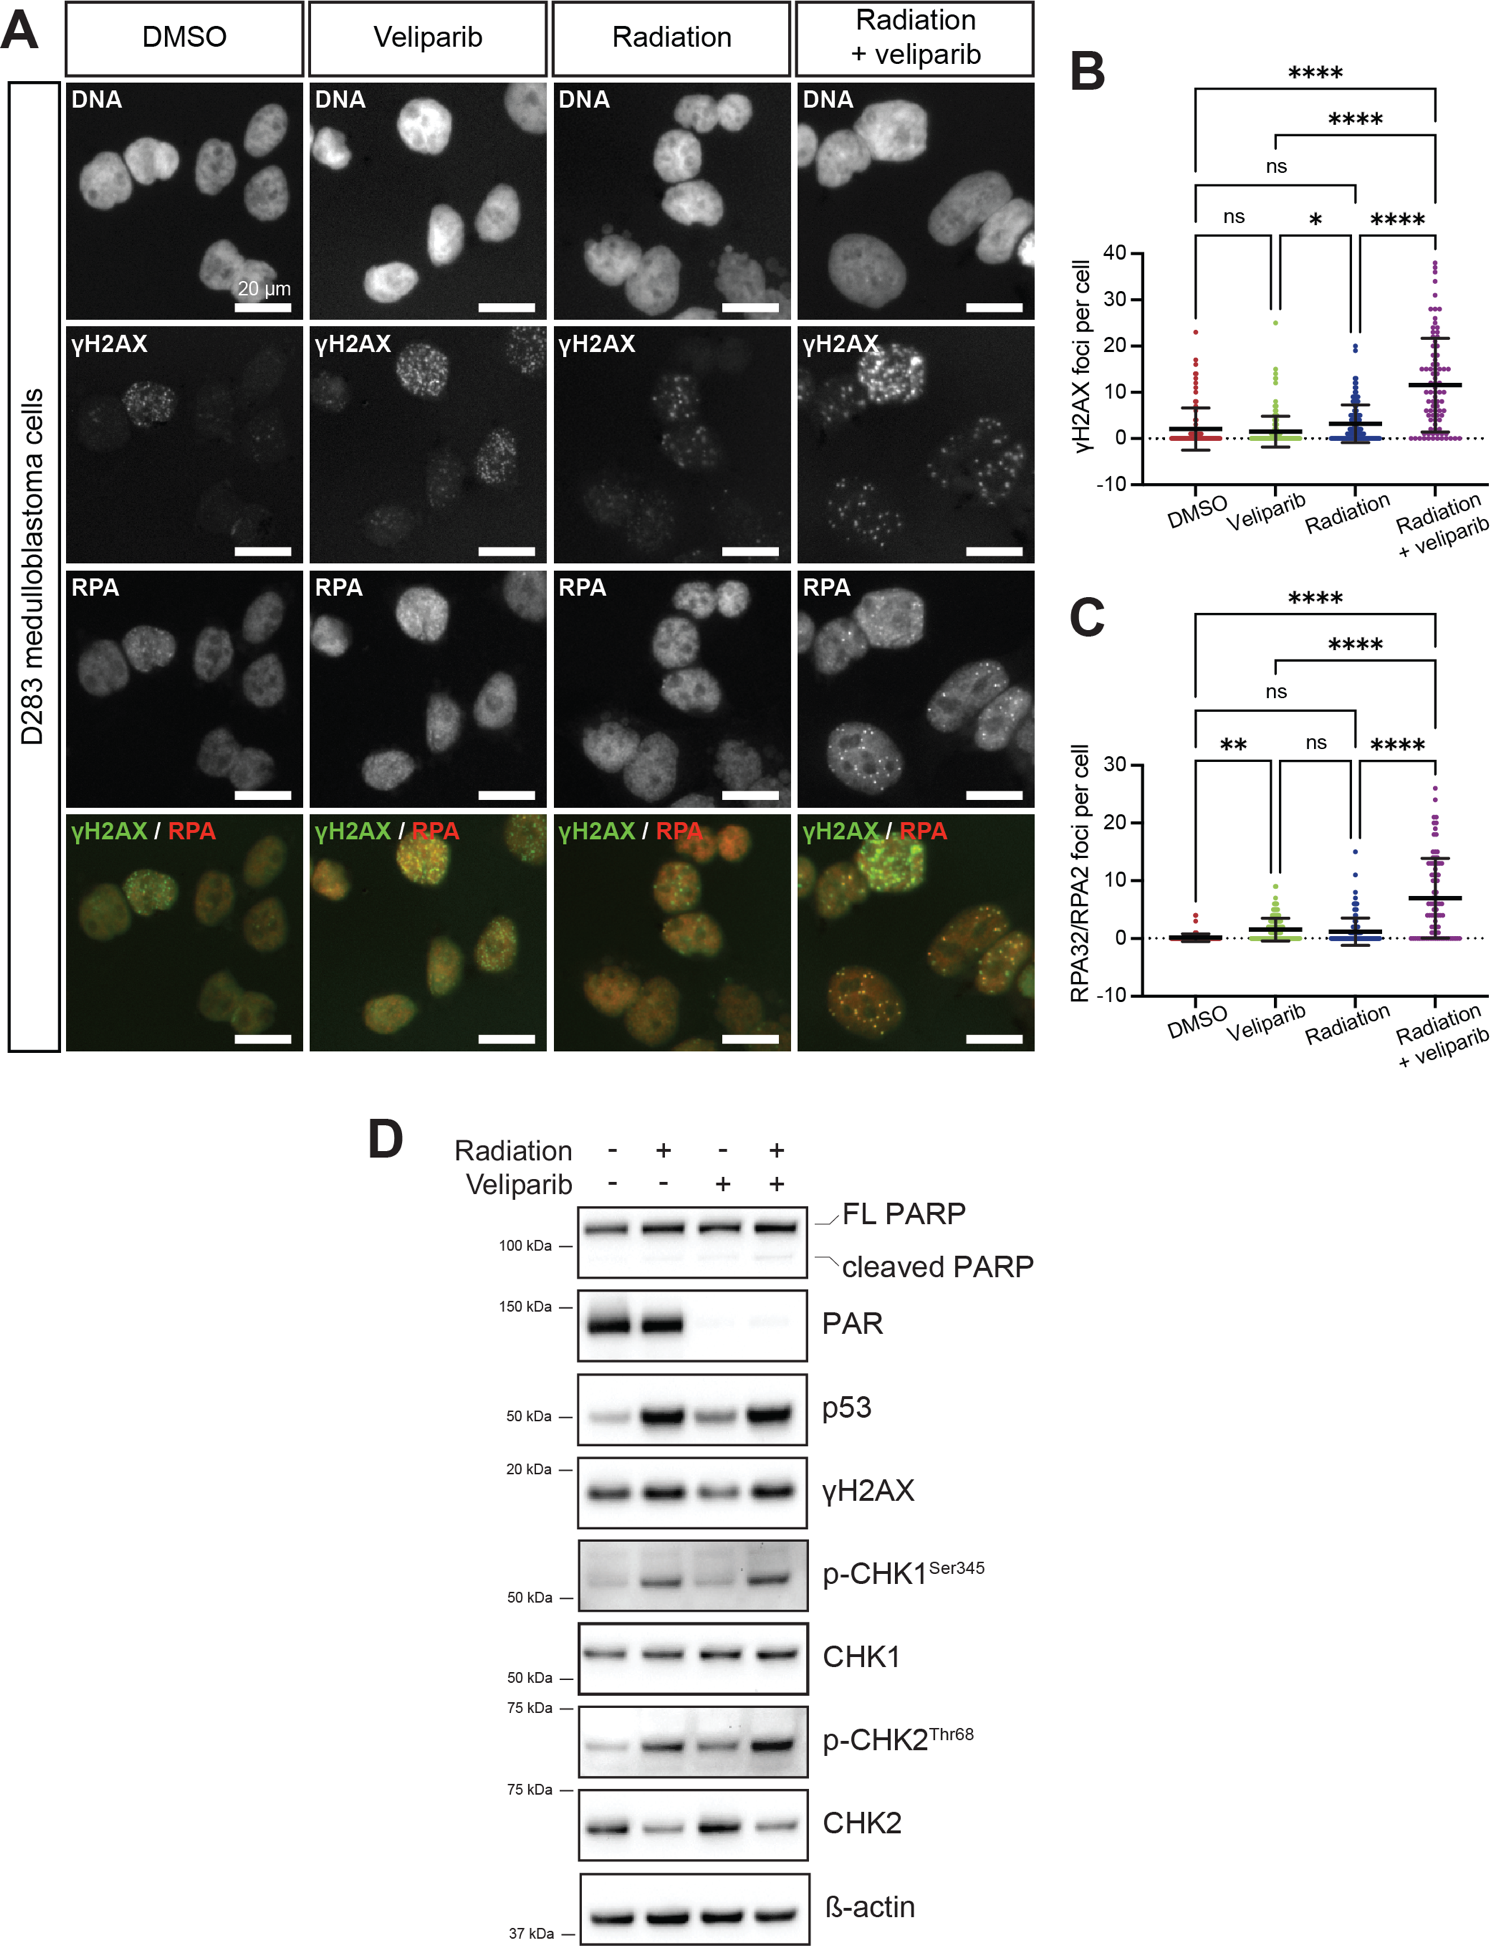 A
DMSO
Veliparib
Radiation
Radiation
+ veliparib
D283 medulloblastoma cells
DNA
DNA
DNA
DNA
20 µm
γH2AX
γH2AX
γH2AX
γH2AX
RPA
RPA
RPA
RPA
γH2AX / RPA
γH2AX / RPA
γH2AX / RPA
γH2AX / RPA
B
****
****
ns
ns
*
****
γH2AX foci per cell
40
30
20
10
0
-10
DMSO
Veliparib
Radiation
Radiation
+ veliparib
C
****
****
ns
**
ns
****
RPA32/RPA2 foci per cell
30
20
10
0
-10
DMSO
Veliparib
Radiation
Radiation
+ veliparib
D
Radiation - + - +
Veliparib - - + +
FL PARP
100 kDa
cleaved PARP
150 kDa
PAR
50 kDa
p53
20 kDa
γH2AX
p-CHK1Ser345
50 kDa
CHK1
50 kDa
75 kDa
p-CHK2Thr68
75 kDa
CHK2
ß-actin
37 kDa